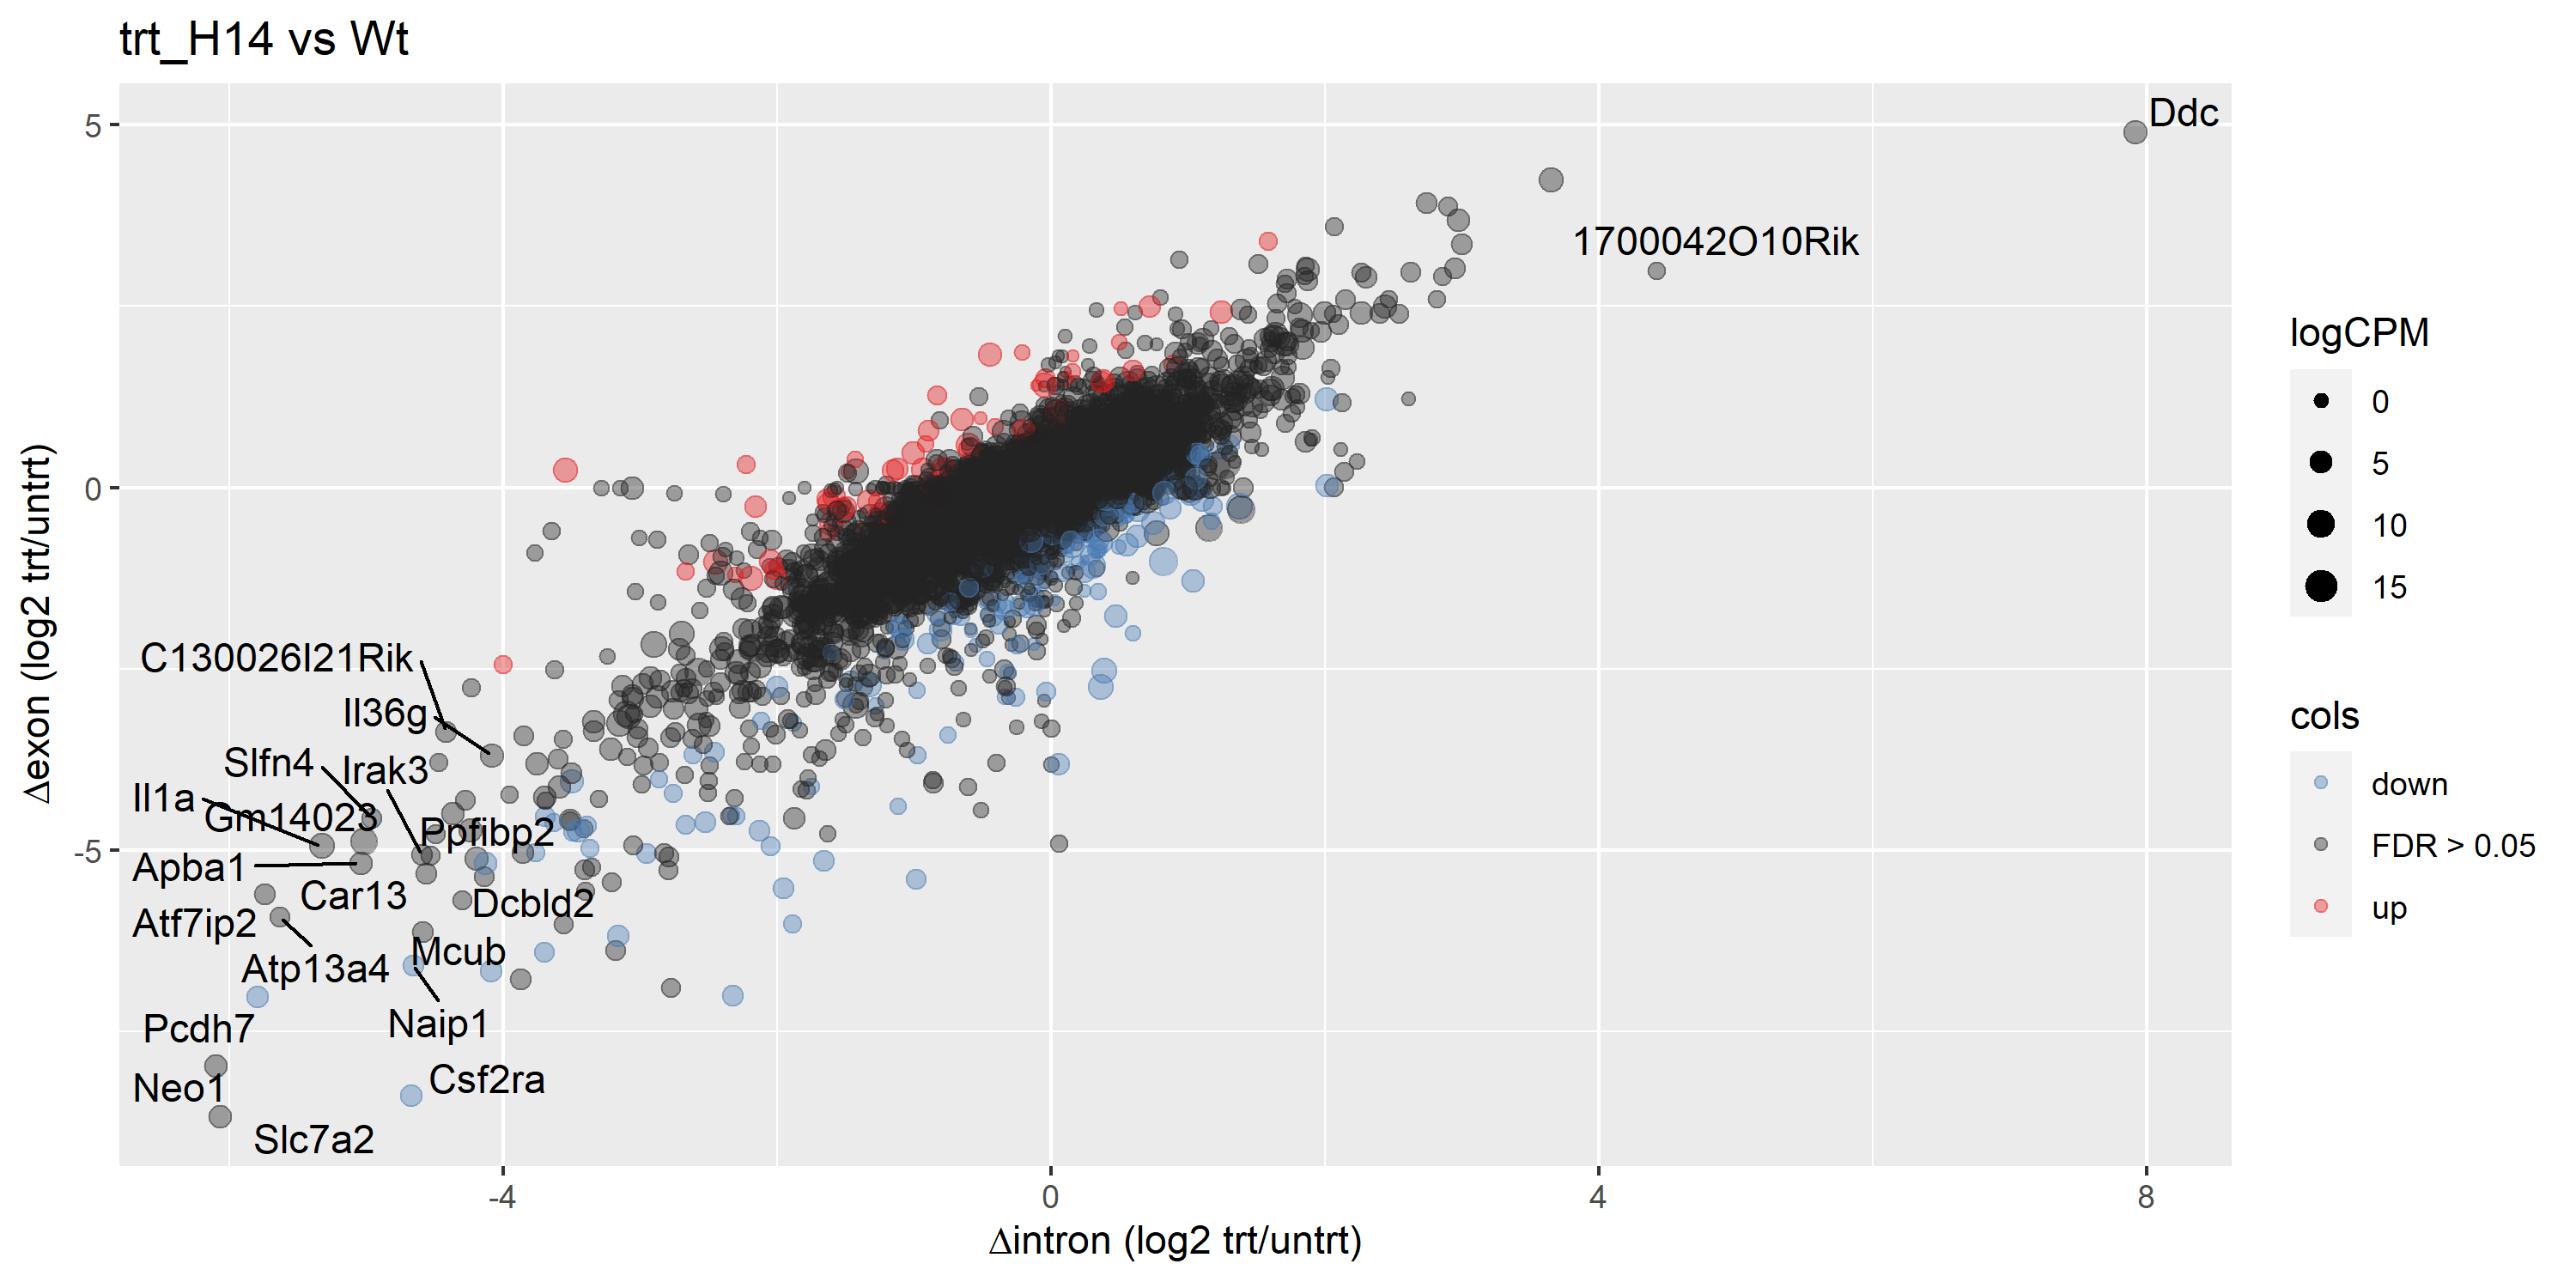 trt_H14 vs Wt
Δexon (log2 trt/untrt)
5
0
-5
Ddc
1700042O10Rik
C130026I21Rik
Il36g
Slfn4
Irak3
Il1a
Gm14023
Ppfibp2
Apba1
Car13
Dcbld2
Atf7ip2
Mcub
Atp13a4
Naip1
Pcdh7
Csf2ra
Neo1
Slc7a2
-4
0
4
8
Δintron (log2 trt/untrt)
logCPM
0
5
10
15
cols
down
FDR > 0.05
up